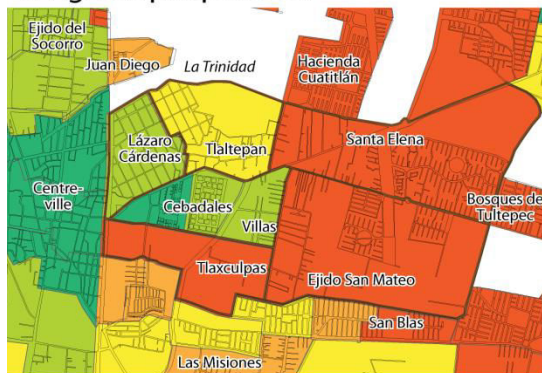 Ejido del
Socorro
Juan Diego
La Trinidad
Hacienda
Cuatitlán
Lázaro
Cárdenas
Tlaltepan
Santa Elena
Centre-
ville
Cebadales
Villas
Bosques de
Tultepec
Tlaxculpas
Ejido San Mateo
San Blas
Las Misiones